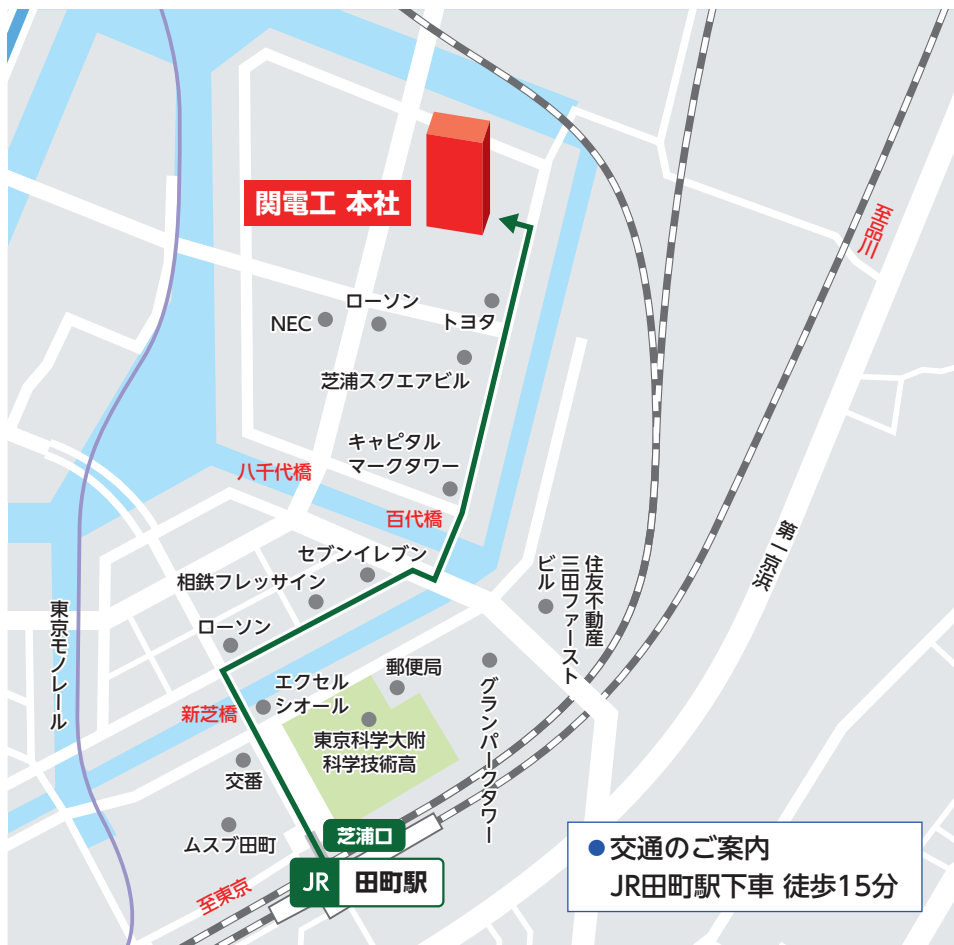 関電工 本社
至品川
ローソン
NEC
トヨタ
芝浦スクエアビル
キャピタル
マークタワー
八千代橋
百代橋
第一京浜
セブンイレブン
住友不動産
三田ファースト
ビル
相鉄フレッサイン
東京モノレール
ローソン
郵便局
エクセル
シオール
グランパークタワー
新芝橋
東京科学大附
科学技術高
交番
ムスブ田町
芝浦口
JR 田町駅
至東京
●交通のご案内
JR田町駅下車 徒歩15分